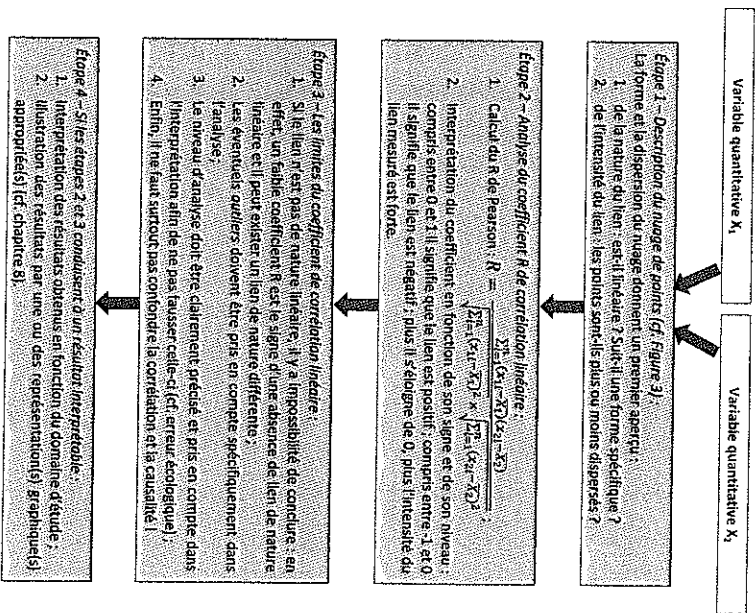 Variable quantitative X₁
Variable quantitative X₂
Étape 1 – Description du nuage de points (cf. Figure 3) :
La forme et la dispersion du nuage donnent un premier aperçu :
1. de la nature du lien : est-il linéaire ? Suit-il une forme spécifique ?
2. de l'intensité du lien : les points sont-ils plus ou moins dispersés ?
Étape 2 – Analyse du coefficient R de corrélation linéaire :
1. Calcul du R de Pearson : R = Σⁿᵢ₌₁(x₁ᵢ−X̄₁)(x₂ᵢ−X̄₂) / √Σⁿᵢ₌₁(x₁ᵢ−X̄₁)² × √Σⁿᵢ₌₁(x₂ᵢ−X̄₂)² ;
2. Interprétation du coefficient en fonction de son signe et de son niveau :
compris entre 0 et 1 il signifie que le lien est positif ; compris entre -1 et 0
il signifie que le lien est négatif ; plus il s'éloigne de 0, plus l'intensité du
lien mesuré est forte.
Étape 3 – Les limites du coefficient de corrélation linéaire :
1. Si le lien n'est pas de nature linéaire, il y a impossibilité de conclure : en
effet, un faible coefficient R est le signe d'une absence de lien de nature
linéaire et il peut exister un lien de nature différente ;
2. Les éventuels outliers doivent être pris en compte spécifiquement dans
l'analyse ;
3. Le niveau d'analyse doit être clairement précisé et pris en compte dans
l'interprétation afin de ne pas fausser celle-ci (cf. erreur écologique) ;
4. Enfin, il ne faut surtout pas confondre la corrélation et la causalité !
Étape 4 – Si les étapes 2 et 3 conduisent à un résultat interprétable :
1. Interprétation des résultats obtenus en fonction du domaine d'étude ;
2. Illustration des résultats par une ou des représentation(s) graphique(s)
appropriée(s) (cf. chapitre 8).